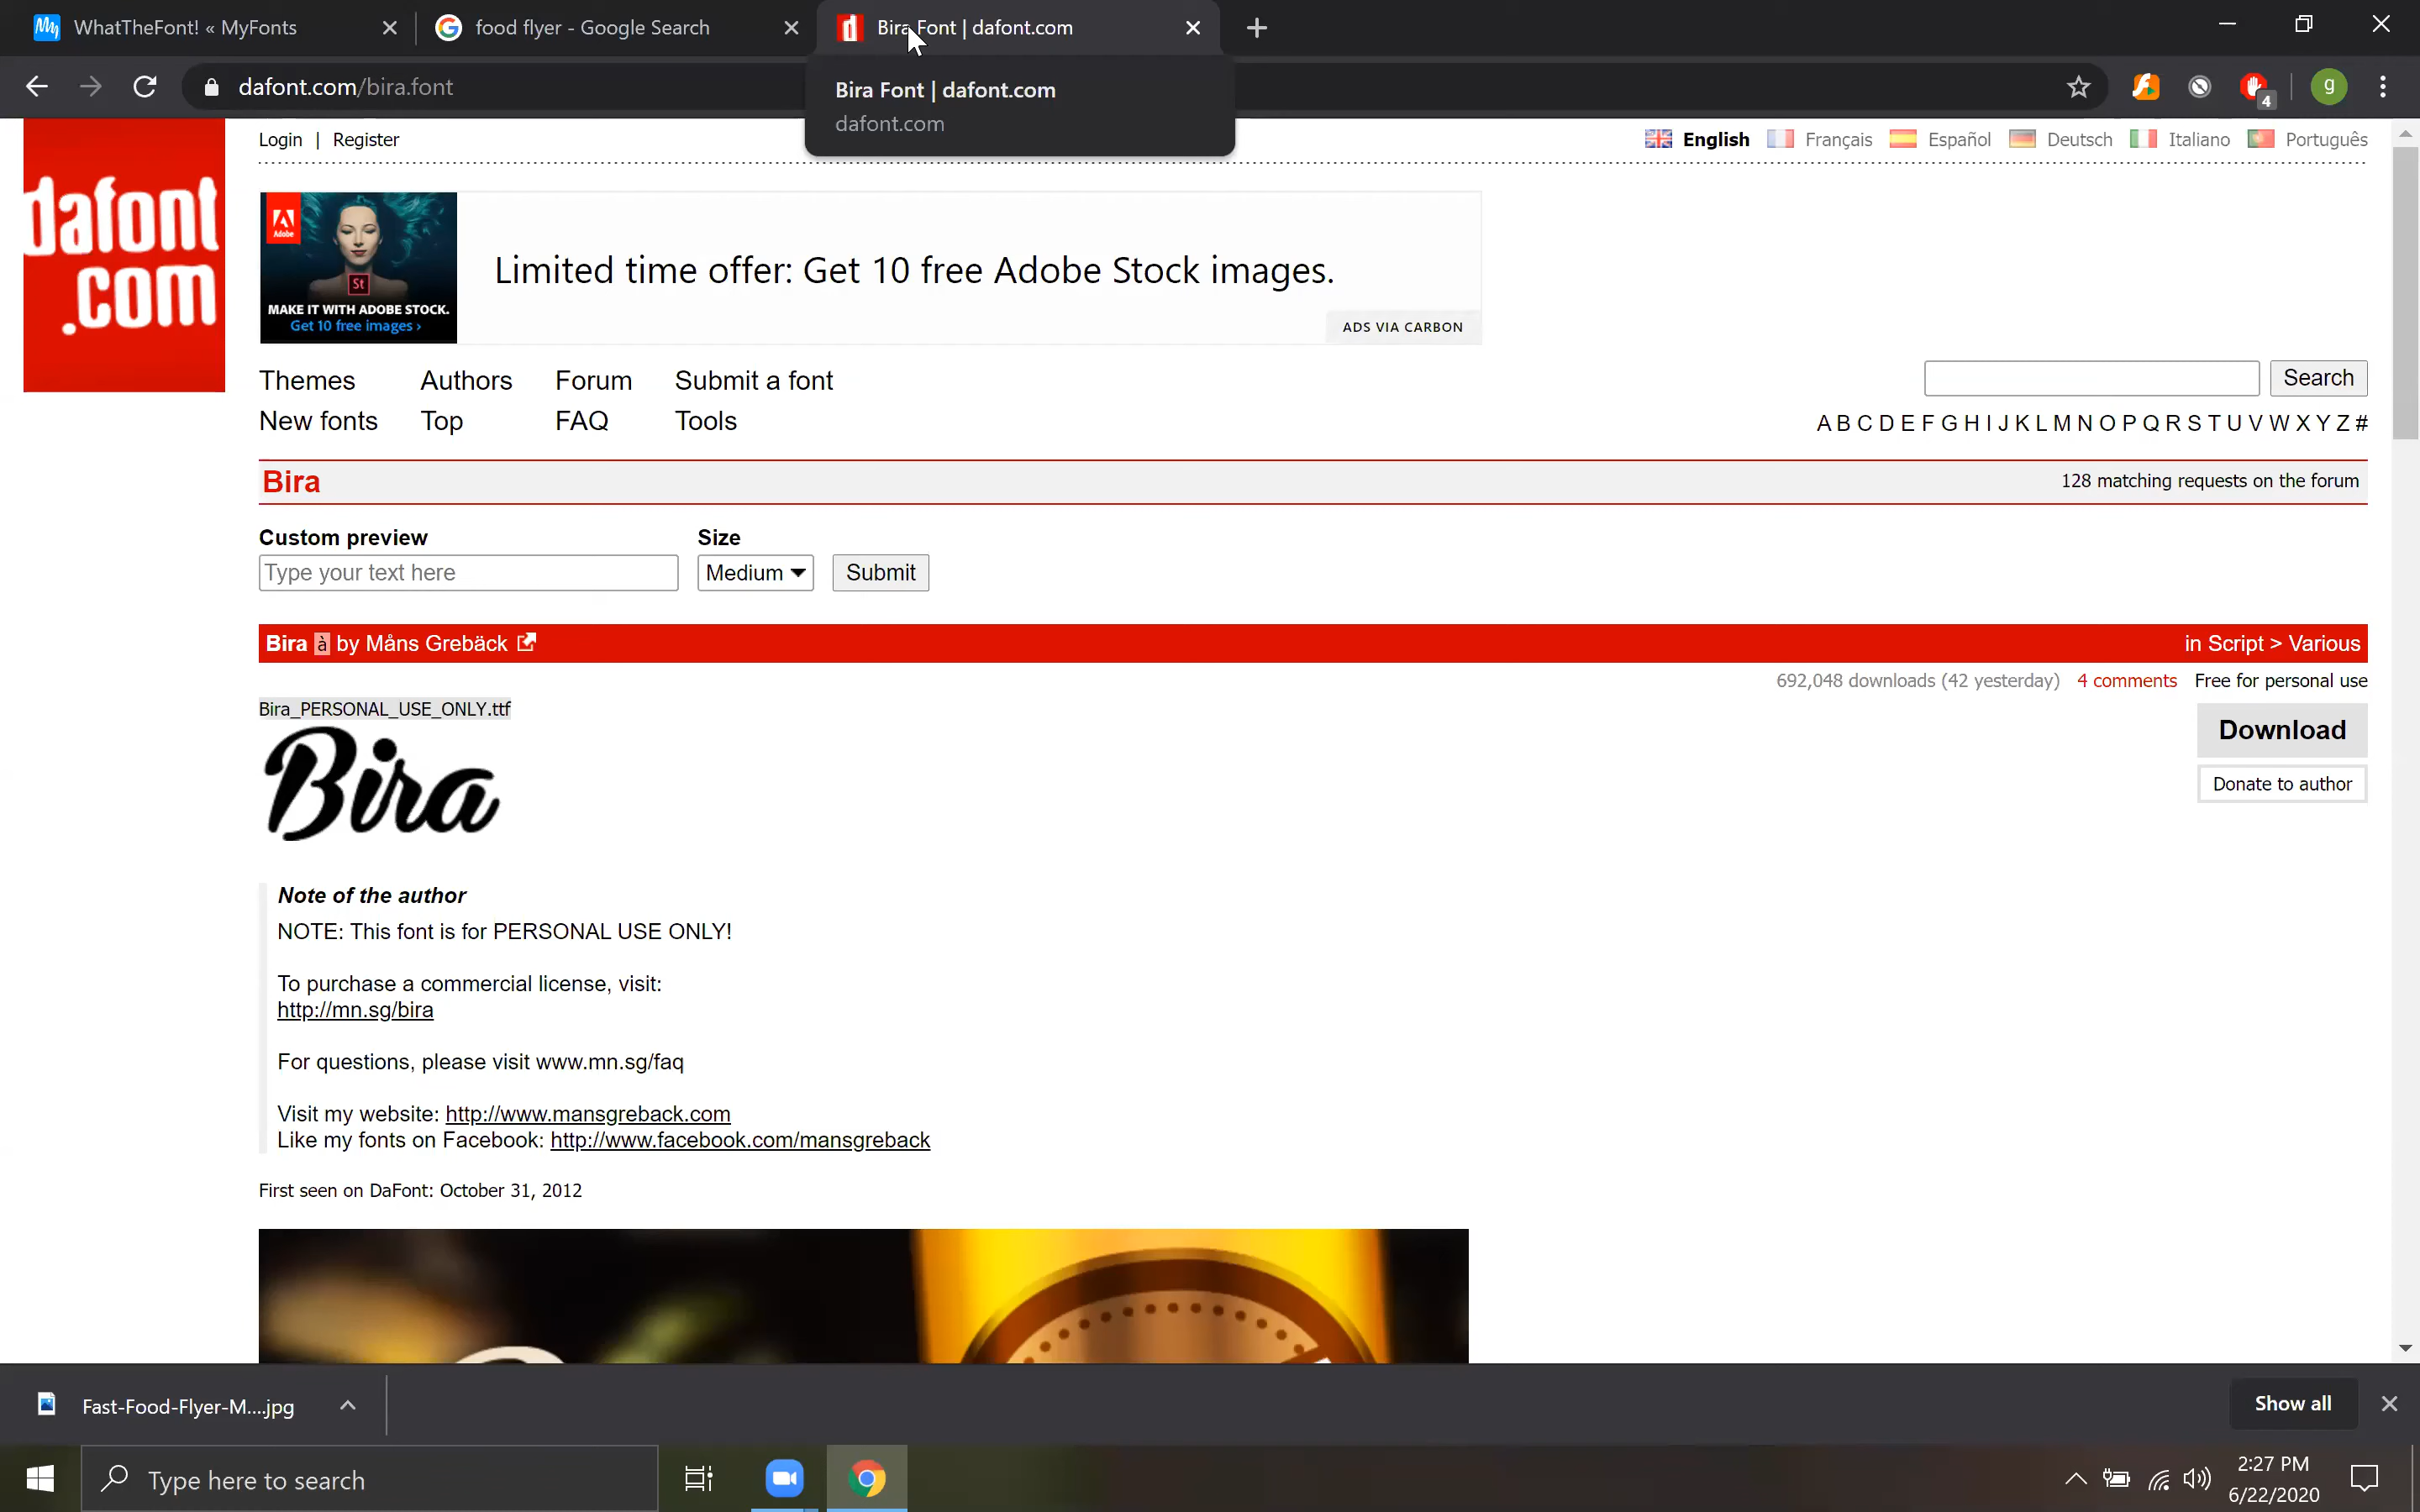 My WhatTheFont! « MyFonts
food flyer - Google Search
Bira Font | dafont.com
dafont.com/bira.font
Bira Font | dafont.com
dafont.com
4
g
dafont
.com
Login | Register
English Français Español Deutsch Italiano Português
Adobe
St
MAKE IT WITH ADOBE STOCK.
Get 10 free images ›
Limited time offer: Get 10 free Adobe Stock images.
ADS VIA CARBON
Themes Authors Forum Submit a font
New fonts Top FAQ Tools
Search
A B C D E F G H I J K L M N O P Q R S T U V W X Y Z #
Bira
128 matching requests on the forum
Custom preview Size
Type your text here Medium Submit
Bira à by Måns Grebäck
in Script > Various
692,048 downloads (42 yesterday) 4 comments Free for personal use
Bira_PERSONAL_USE_ONLY.ttf
Bira
Download
Donate to author
Note of the author
NOTE: This font is for PERSONAL USE ONLY!
To purchase a commercial license, visit:
http://mn.sg/bira
For questions, please visit www.mn.sg/faq
Visit my website: http://www.mansgreback.com
Like my fonts on Facebook: http://www.facebook.com/mansgreback
First seen on DaFont: October 31, 2012
Fast-Food-Flyer-M....jpg
Show all
Type here to search
2:27 PM
6/22/2020